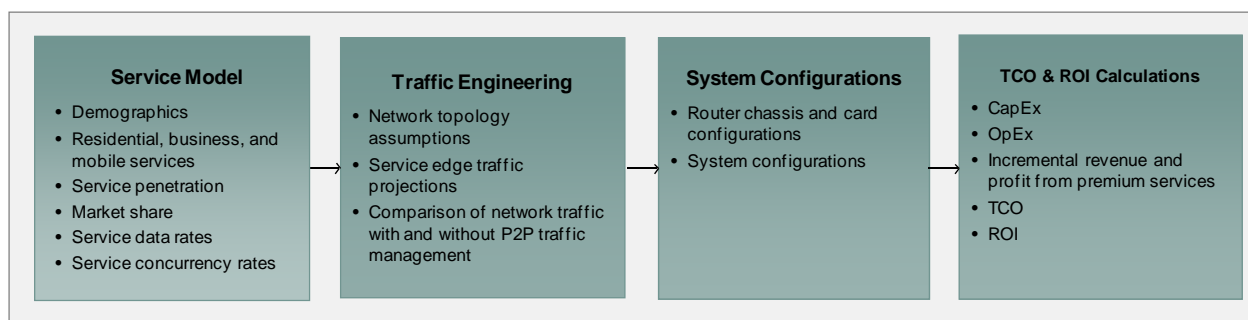 Service Model
• Demographics
• Residential, business, and
mobile services
• Service penetration
• Market share
• Service data rates
• Service concurrency rates
Traffic Engineering
• Network topology
assumptions
• Service edge traffic
projections
• Comparison of network traffic
with and without P2P traffic
management
System Configurations
• Router chassis and card
configurations
• System configurations
TCO & ROI Calculations
• CapEx
• OpEx
• Incremental revenue and
profit from premium services
• TCO
• ROI